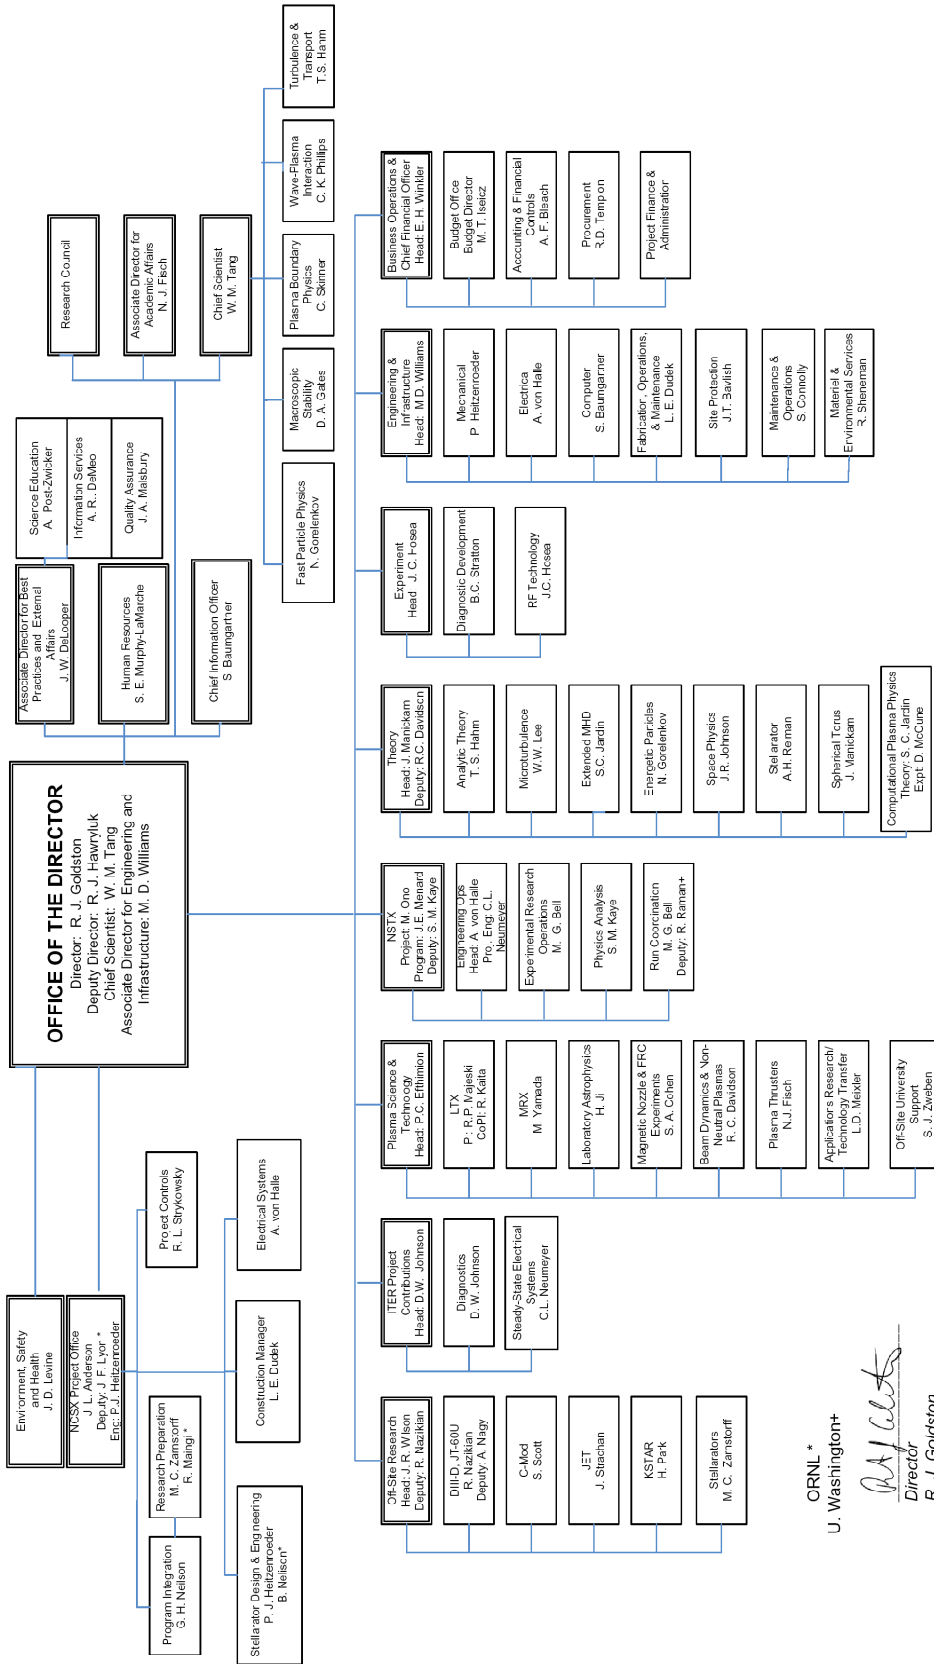 OFFICE OF THE DIRECTOR
Director: R. J. Goldston
Deputy Director: R. J. Hawryluk
Chief Scientist: W. M. Tang
Associate Director for Engineering and
Infrastructure: M. D. Williams
Environment, Safety
and Health
J. D. Levine
NCSX Project Office
J. L. Anderson
Deputy: J. F. Lyon *
Eng: P.J. Heitzenroeder
Program Integration
G. H. Neilson
Research Preparation
M. C. Zarnstorff
R. Maingi *
Project Controls
R. L. Strykowsky
Stellarator Design & Engineering
P. J. Heitzenroeder
B. Nelison*
Construction Manager
L. E. Dudek
Electrical Systems
A. von Halle
Associate Director for Best
Practices and External
Affairs
J. W. DeLooper
Science Education
A. Post-Zwicker
Information Services
A. R.. DeMeo
Quality Assurance
J. A. Malsbury
Human Resources
S. E. Murphy-LaMarche
Chief Information Officer
S. Baumgartner
Research Council
Associate Director for
Academic Affairs
N. J. Fisch
Chief Scientist
W. M. Tang
Fast Particle Physics
N. Gorelenkov
Macroscopic
Stability
D. A. Gates
Plasma Boundary
Physics
C. Skinner
Wave-Plasma
Interaction
C. K. Phillips
Turbulence &
Transport
T.S. Hahm
Off-Site Research
Head: J. R. Wilson
Deputy: R. Nazikian
DIII-D, JT-60U
R. Nazikian
Deputy: A. Nagy
C-Mod
S. Scott
JET
J. Strachan
KSTAR
H. Park
Stellarators
M. C. Zarnstorff
ITER Project
Contributions
Head: D.W. Johnson
Diagnostics
D. W. Johnson
Steady-State Electrical
Systems
C.L. Neumeyer
Plasma Science &
Technology
Head: P.C. Efthimion
LTX
PI: R.P. Majeski
CoPI: R. Kaita
MRX
M. Yamada
Laboratory Astrophysics
H. Ji
Magnetic Nozzle & FRC
Experiments
S. A. Cohen
Beam Dynamics & Non-
Neutral Plasmas
R. C. Davidson
Plasma Thrusters
N.J. Fisch
Applications Research/
Technology Transfer
L.D. Meixler
Off-Site University
Support
S. J. Zweben
NSTX
Project: M. Ono
Program: J.E. Menard
Deputy: S. M. Kaye
Engineering Ops
Head: A. von Halle
Proj. Eng: C.L.
Neumeyer
Experimental Research
Operations
M. G. Bell
Physics Analysis
S. M. Kaye
Run Coordination
M. G. Bell
Deputy: R. Raman+
Theory
Head: J. Manickam
Deputy: R.C. Davidson
Analytic Theory
T. S. Hahm
Microturbulence
W.W. Lee
Extended MHD
S.C. Jardin
Energetic Particles
N. Gorelenkov
Space Physics
J.R. Johnson
Stellarator
A.H. Reiman
Spherical Torus
J. Manickam
Computational Plasma Physics
Theory: S. C. Jardin
Expt: D. McCune
Experiment
Head J. C. Hosea
Diagnostic Development
B.C. Stratton
RF Technology
J.C. Hosea
Engineering &
Infrastructure
Head: M.D. Williams
Mechanical
P. Heitzenroeder
Electrical
A. von Halle
Computer
S. Baumgartner
Fabrication, Operations,
& Maintenance
L. E. Dudek
Site Protection
J.T. Bavlish
Maintenance &
Operations
S. Connolly
Materiel &
Environmental Services
R. Sheneman
Business Operations &
Chief Financial Officer
Head: E. H. Winkler
Budget Office
Budget Director
M. T. Iseicz
Accounting & Financial
Controls
A. F. Bleach
Procurement
R.D. Templon
Project Finance &
Administration
ORNL *
U. Washington+
Director
R. J. Goldston